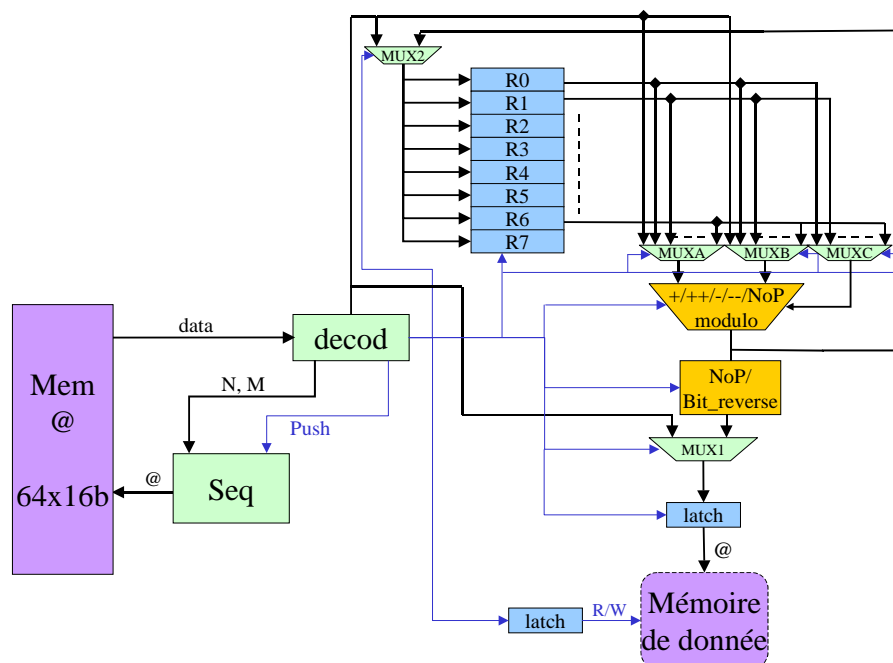 MUX2
R0
R1
R2
R3
R4
R5
R6
R7
MUXA
MUXB
MUXC
+/++/-/--/NoP
modulo
data
decod
Mem
@
64x16b
N, M
Push
@
Seq
NoP/
Bit_reverse
MUX1
latch
@
latch
R/W
Mémoire
de donnée